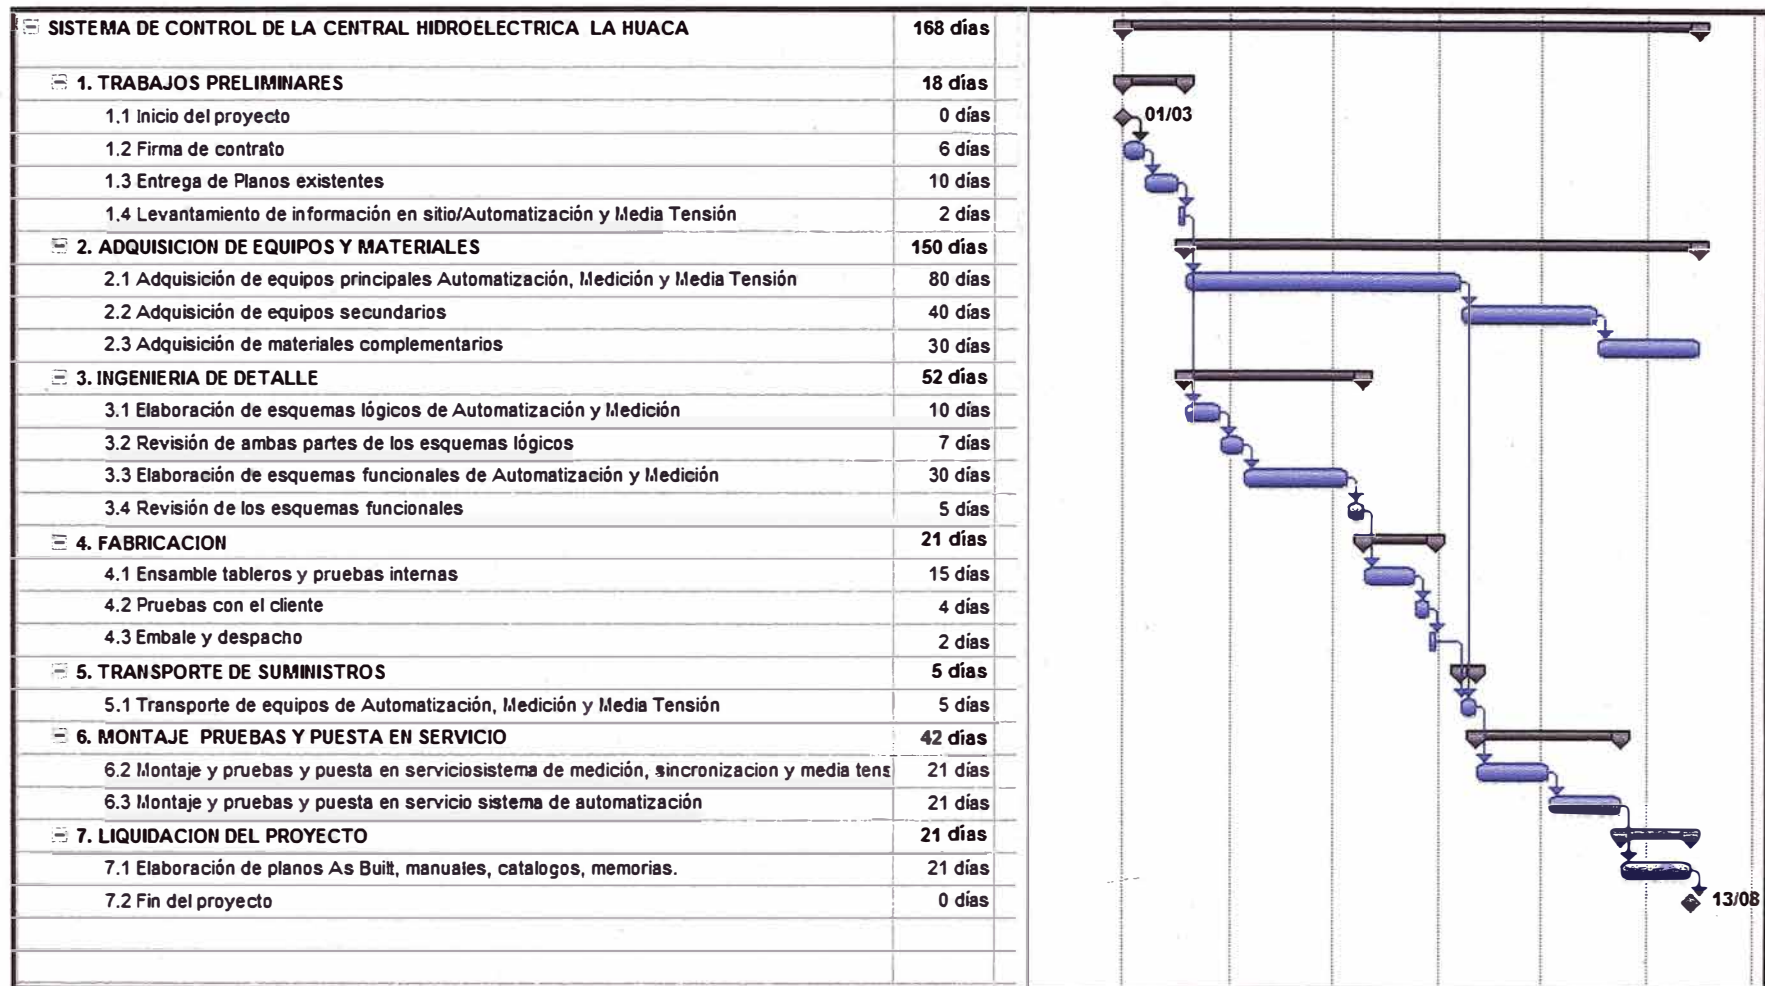 SISTEMA DE CONTROL DE LA CENTRAL HIDROELECTRICA LA HUACA 168 días
1. TRABAJOS PRELIMINARES 18 días
1.1 Inicio del proyecto 0 días 01/03
1.2 Firma de contrato 6 días
1.3 Entrega de Planos existentes 10 días
1.4 Levantamiento de información en sitio/Automatización y Media Tensión 2 días
2. ADQUISICION DE EQUIPOS Y MATERIALES 150 días
2.1 Adquisición de equipos principales Automatización, Medición y Media Tensión 80 días
2.2 Adquisición de equipos secundarios 40 días
2.3 Adquisición de materiales complementarios 30 días
3. INGENIERIA DE DETALLE 52 días
3.1 Elaboración de esquemas lógicos de Automatización y Medición 10 días
3.2 Revisión de ambas partes de los esquemas lógicos 7 días
3.3 Elaboración de esquemas funcionales de Automatización y Medición 30 días
3.4 Revisión de los esquemas funcionales 5 días
4. FABRICACION 21 días
4.1 Ensamble tableros y pruebas internas 15 días
4.2 Pruebas con el cliente 4 días
4.3 Embale y despacho 2 días
5. TRANSPORTE DE SUMINISTROS 5 días
5.1 Transporte de equipos de Automatización, Medición y Media Tensión 5 días
6. MONTAJE PRUEBAS Y PUESTA EN SERVICIO 42 días
6.2 Montaje y pruebas y puesta en serviciosistema de medición, sincronizacion y media tens 21 días
6.3 Montaje y pruebas y puesta en servicio sistema de automatización 21 días
7. LIQUIDACION DEL PROYECTO 21 días
7.1 Elaboración de planos As Built, manuales, catalogos, memorias. 21 días
7.2 Fin del proyecto 0 días 13/08